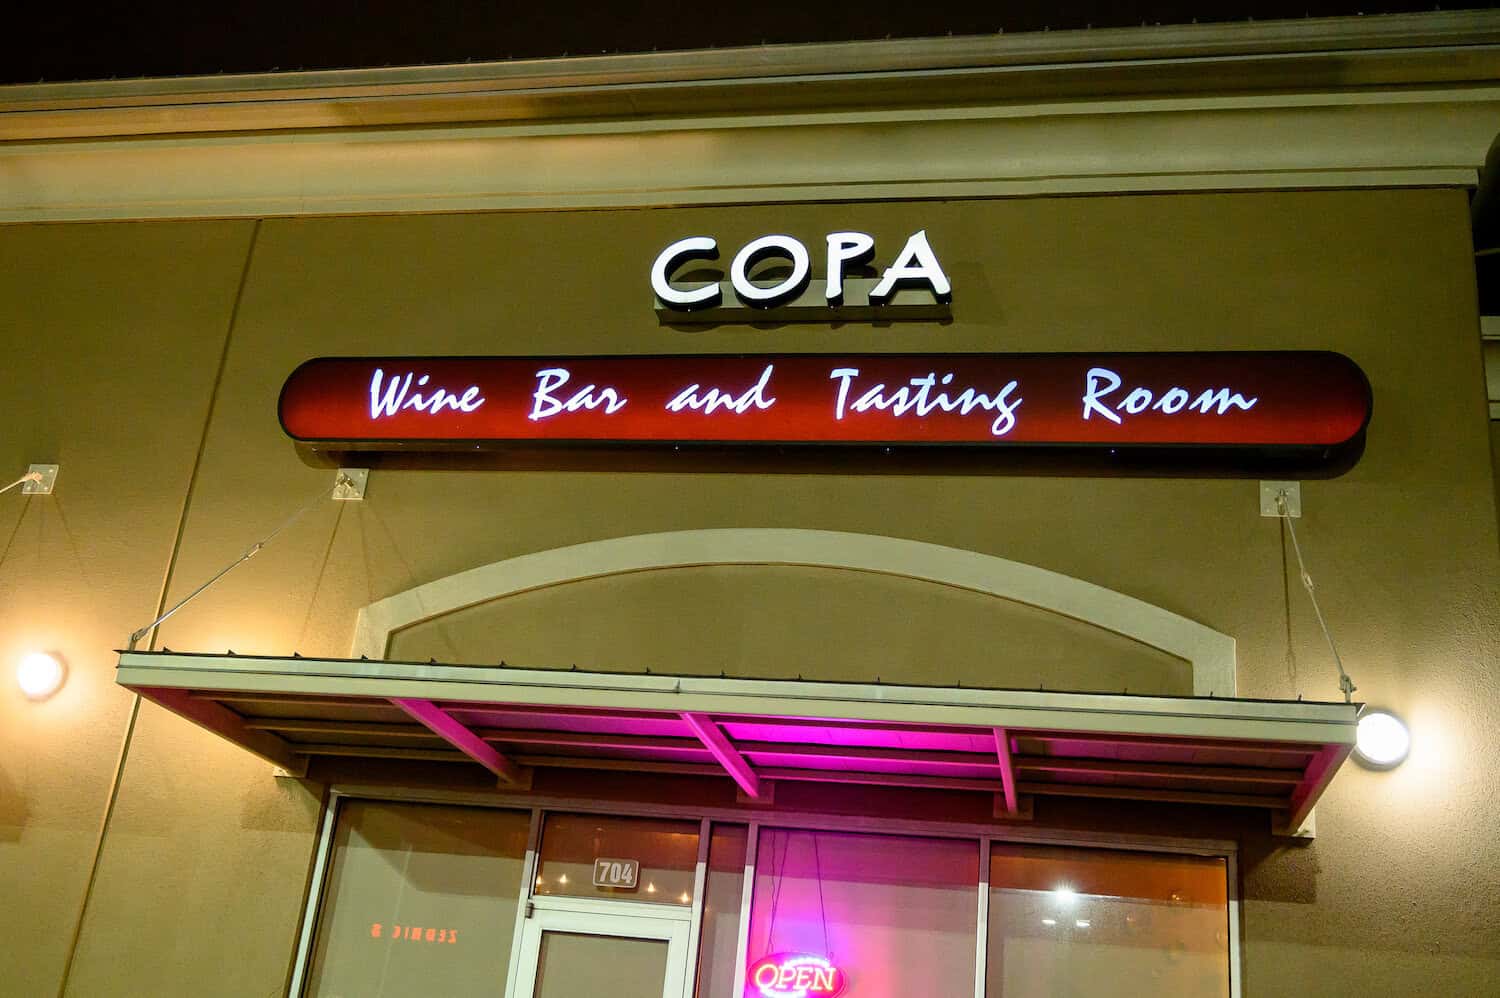 COPA
Wine Bar and Tasting Room
704
OPEN